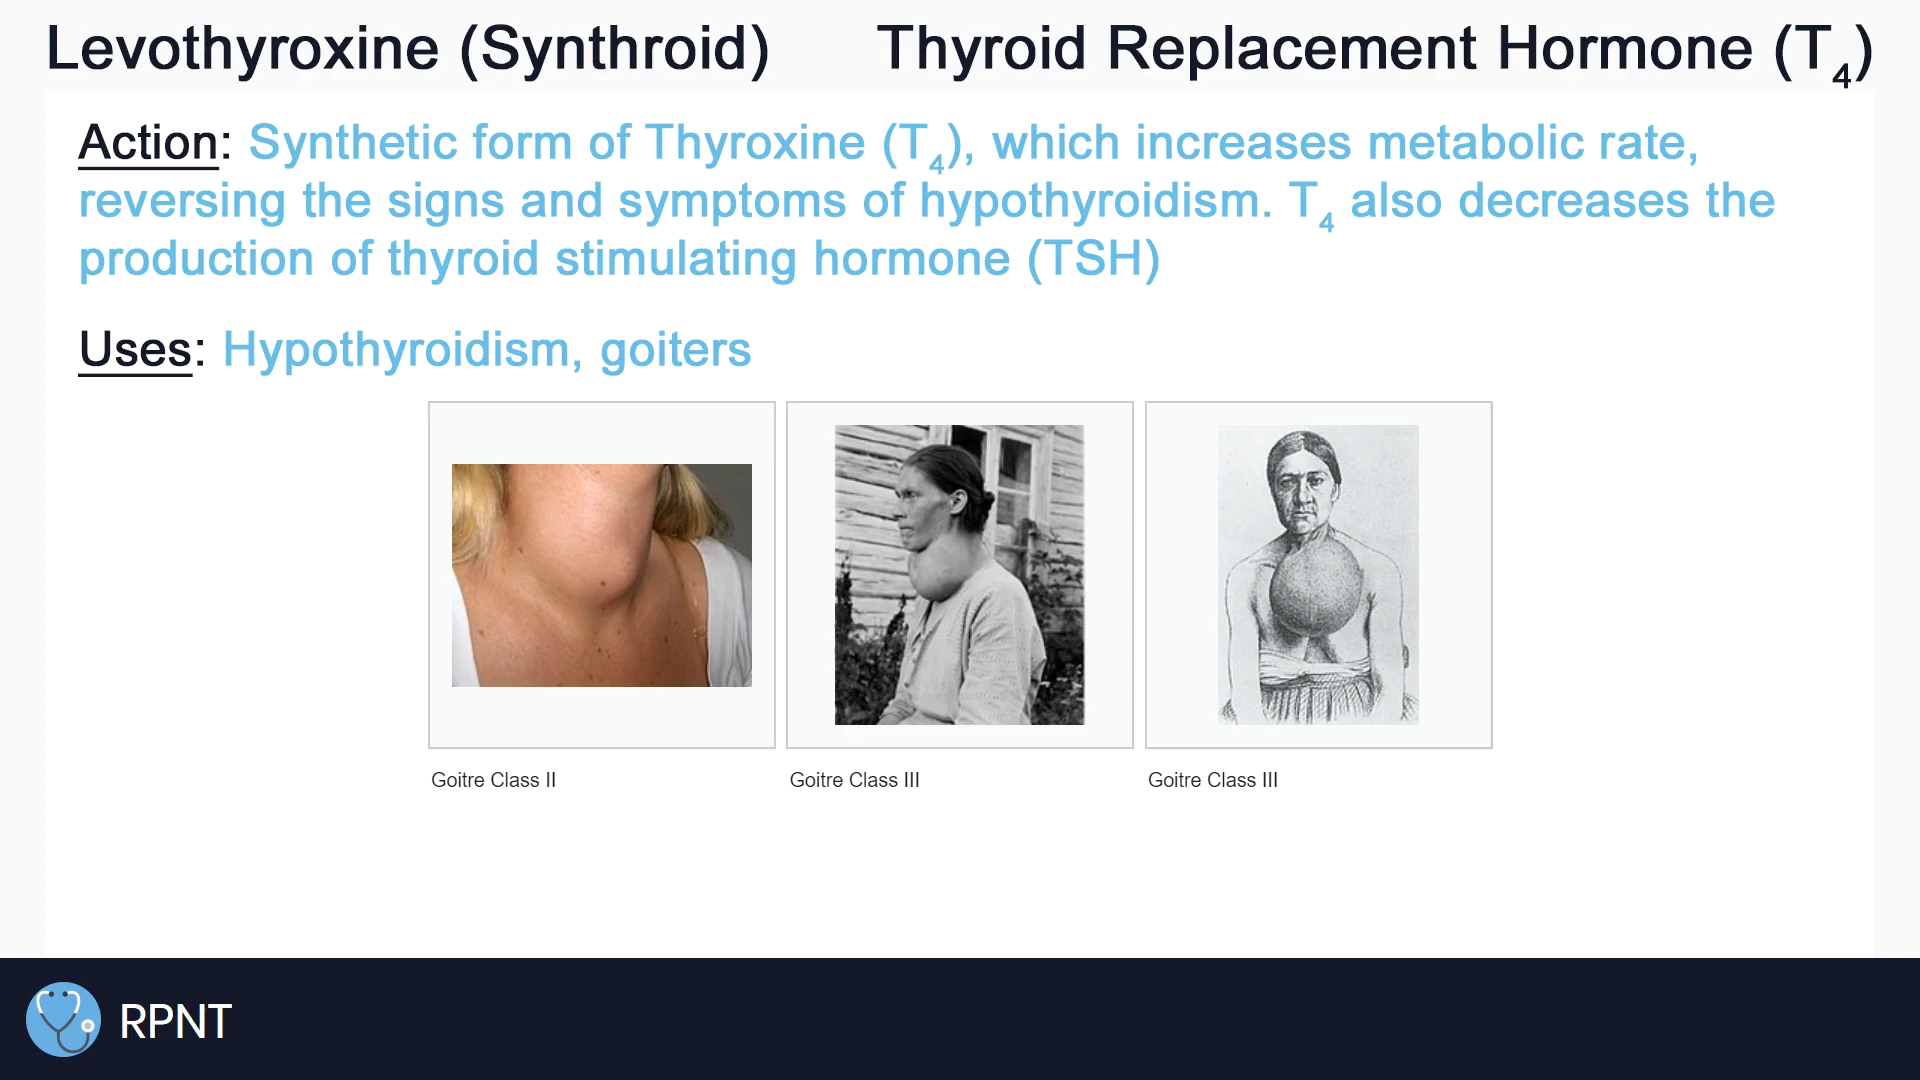 Levothyroxine (Synthroid) Thyroid Replacement Hormone (T4)
Action: Synthetic form of Thyroxine (T4), which increases metabolic rate,
reversing the signs and symptoms of hypothyroidism. T4 also decreases the
production of thyroid stimulating hormone (TSH)
Uses: Hypothyroidism, goiters
Goitre Class II
Goitre Class III
Goitre Class III
RPNT